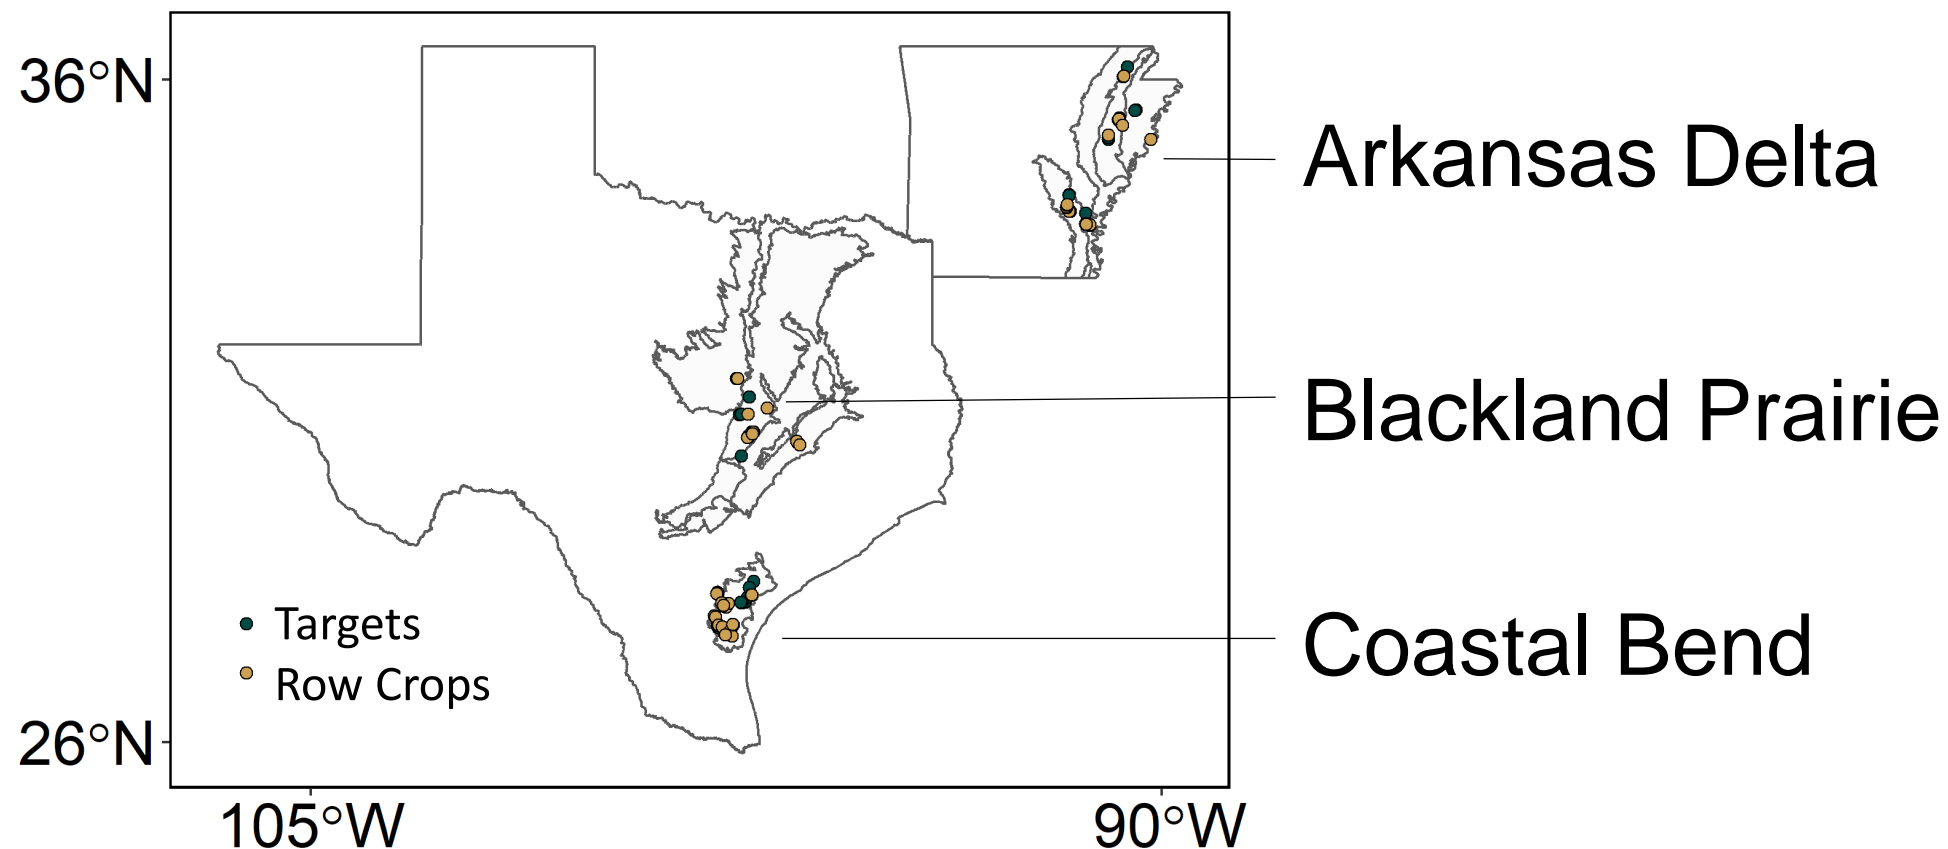 36°N
Arkansas Delta
Blackland Prairie
Targets
Coastal Bend
Row Crops
26°N
105°W
90°W